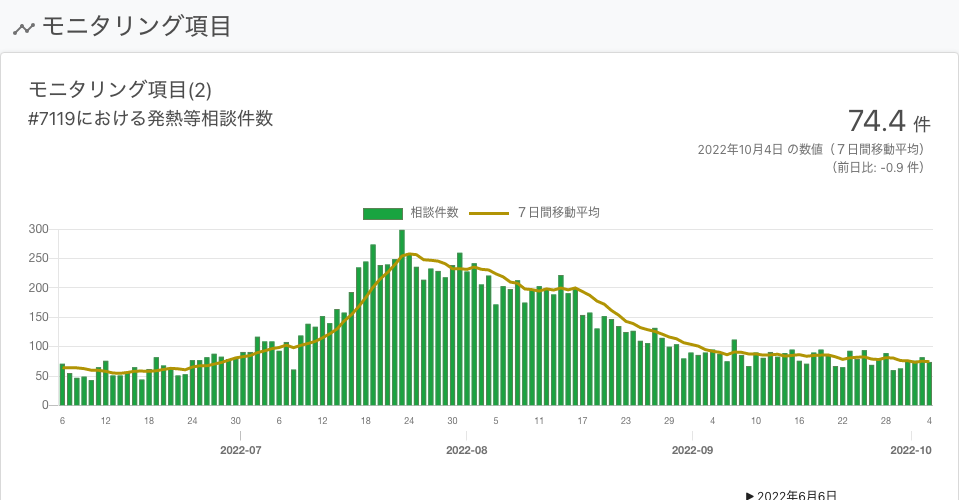 モニタリング項目
モニタリング項目(2)
#7119における発熱等相談件数
74.4 件
2022年10月4日 の数値（７日間移動平均）
（前日比: -0.9 件）
相談件数 ７日間移動平均
300
250
200
150
100
50
0
6 12 18 24 30 6 12 18 24 30 5 11 17 23 29 4 10 16 22 28 4
2022-07 2022-08 2022-09 2022-10
▶ 2022年6月6日